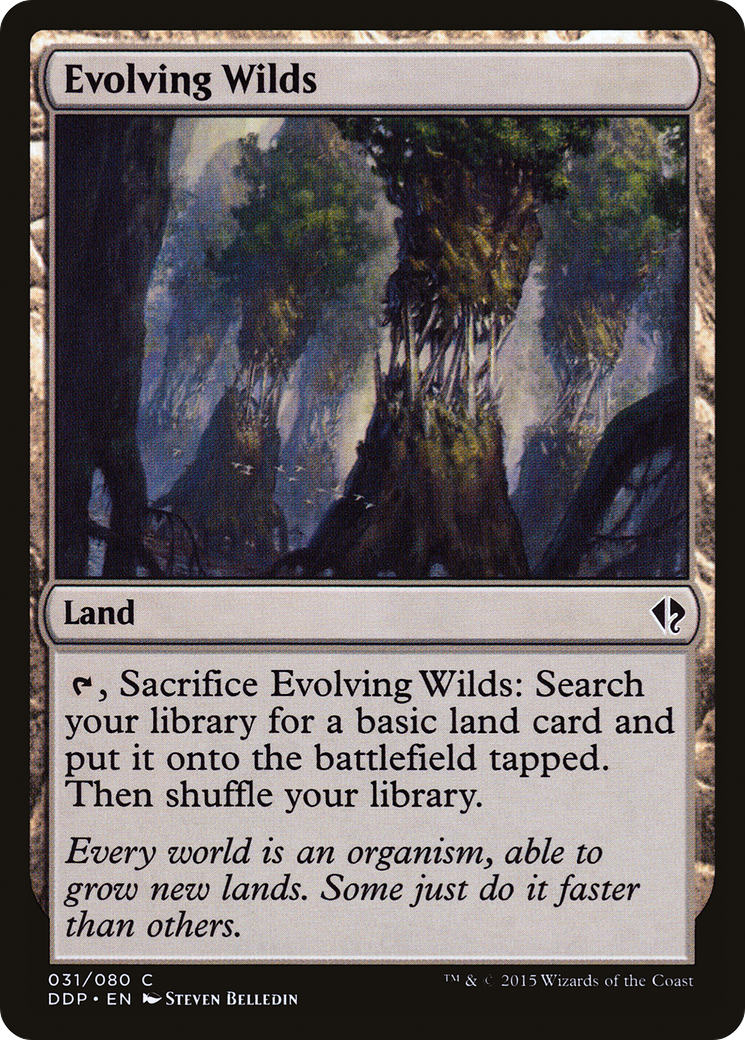 Evolving Wilds
Land
, Sacrifice Evolving Wilds: Search
your library for a basic land card and
put it onto the battlefield tapped.
Then shuffle your library.
Every world is an organism, able to
grow new lands. Some just do it faster
than others.
031/080 C
DDP • EN Steven Belledin
™ & © 2015 Wizards of the Coast